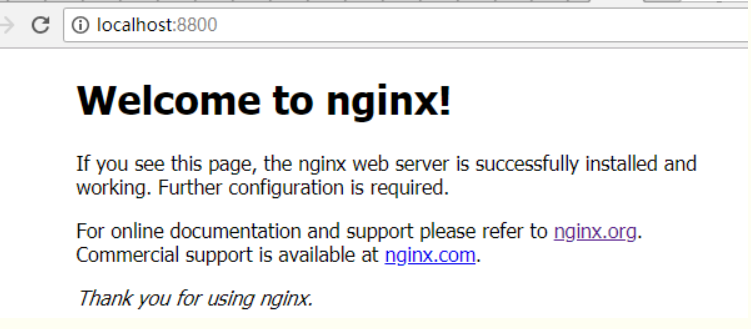 localhost:8800
Welcome to nginx!
If you see this page, the nginx web server is successfully installed and
working. Further configuration is required.
For online documentation and support please refer to nginx.org.
Commercial support is available at nginx.com.
Thank you for using nginx.